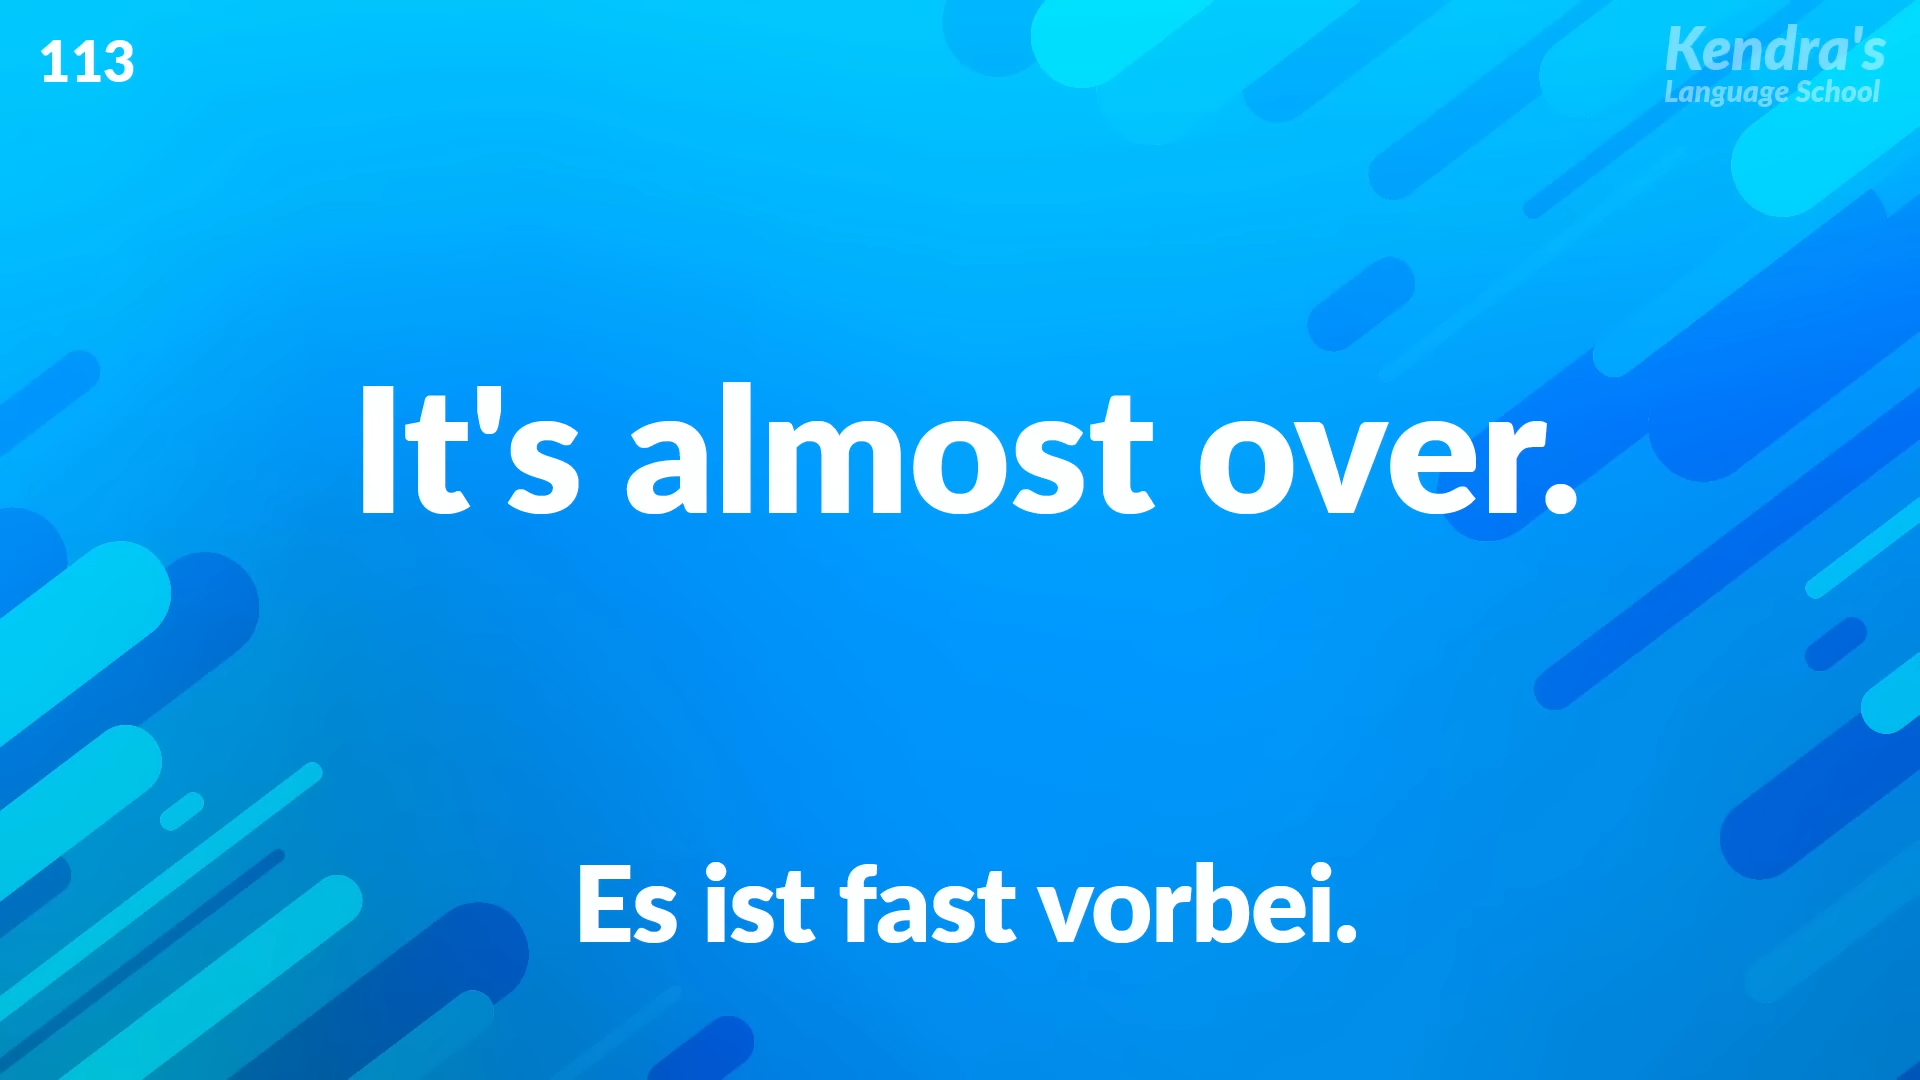 113
Kendra's
Language School
It's almost over.
Es ist fast vorbei.